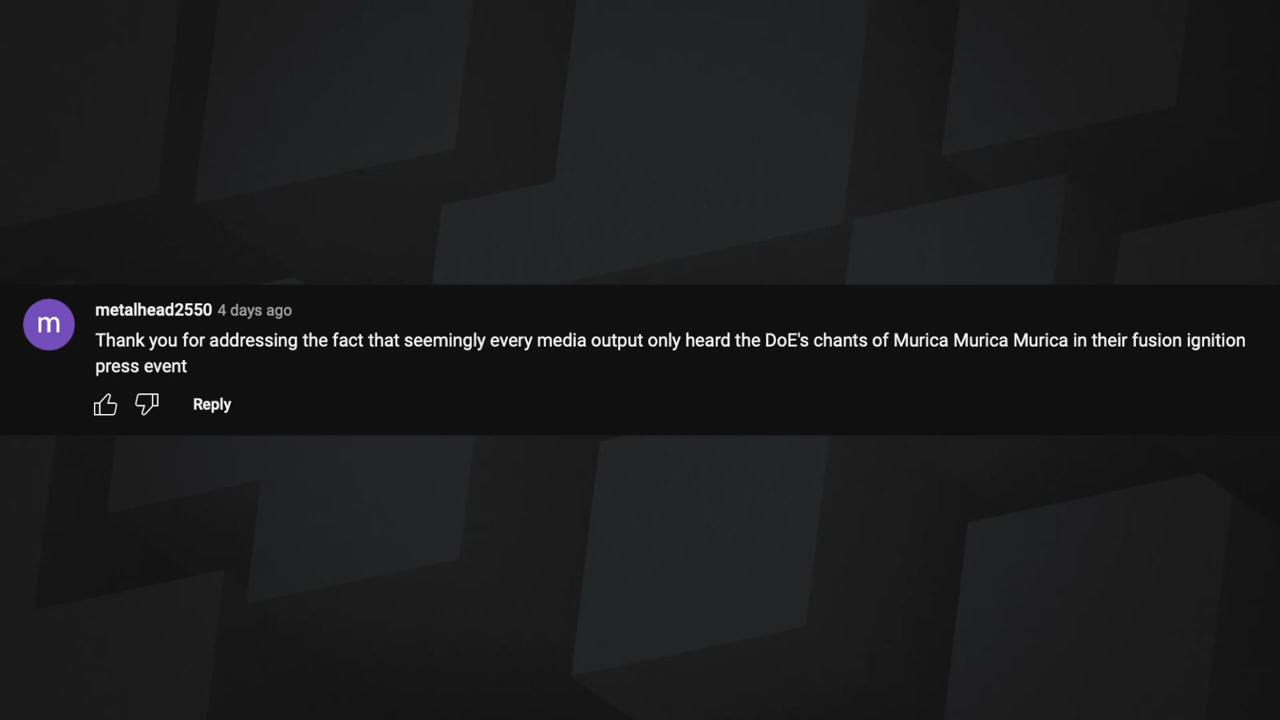 m
metalhead2550 4 days ago
Thank you for addressing the fact that seemingly every media output only heard the DoE's chants of Murica Murica Murica in their fusion ignition
press event
Reply